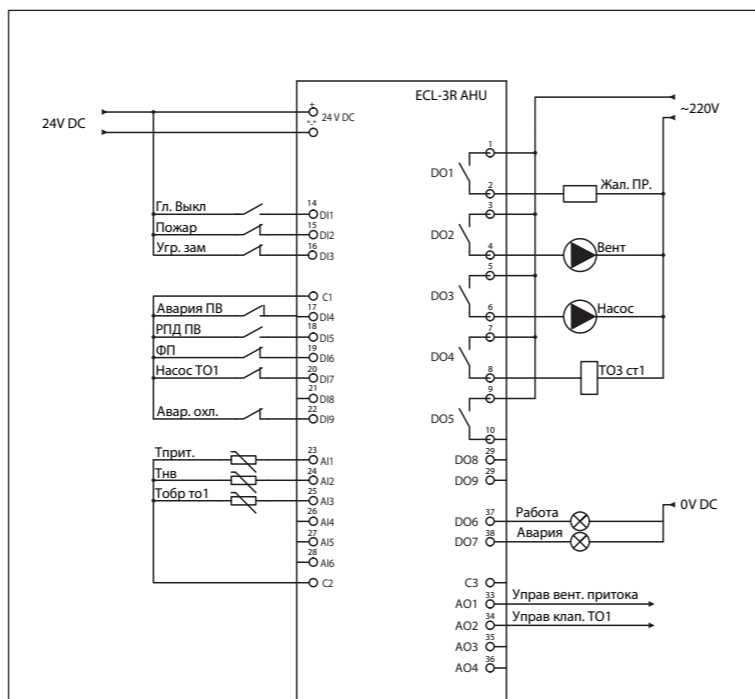 ECL-3R AHU
24V DC
+
24 V DC
"-"
~220V
1
DO1
2
Жал. ПР.
Гл. Выкл
14
DI1
3
Пожар
15
DI2
DO2
Угр. зам
16
DI3
4
Вент
5
C1
DO3
Авария ПВ
17
DI4
6
Насос
РПД ПВ
18
DI5
7
ФП
19
DI6
DO4
Насос ТО1
20
DI7
8
ТО3 ст1
21
DI8
9
Авар. охл.
22
DI9
DO5
10
Тприт.
23
AI1
DO8
29
Тнв
24
AI2
DO9
29
Тобр то1
25
AI3
0V DC
26
AI4
DO6
37
Работа
27
AI5
DO7
38
Авария
28
AI6
C2
C3
AO1
33
Управ вент. притока
AO2
34
Управ клап. ТО1
AO3
35
AO4
36